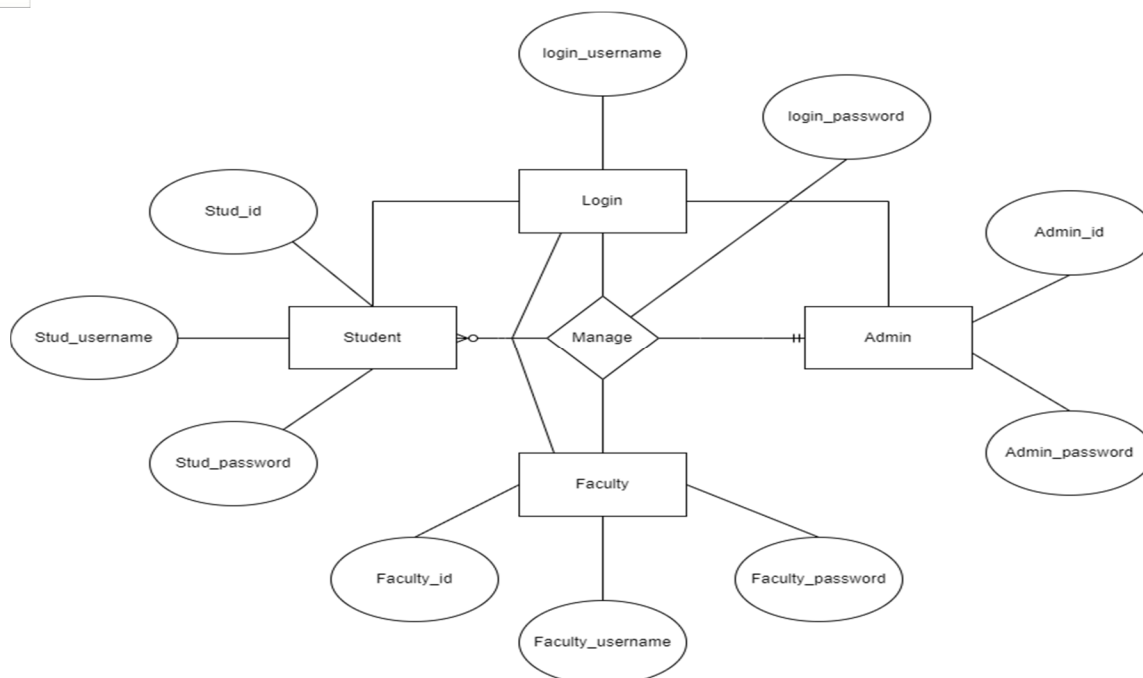 login_username
login_password
Login
Stud_id
Admin_id
Stud_username
Student
Manage
Admin
Stud_password
Admin_password
Faculty
Faculty_id
Faculty_password
Faculty_username